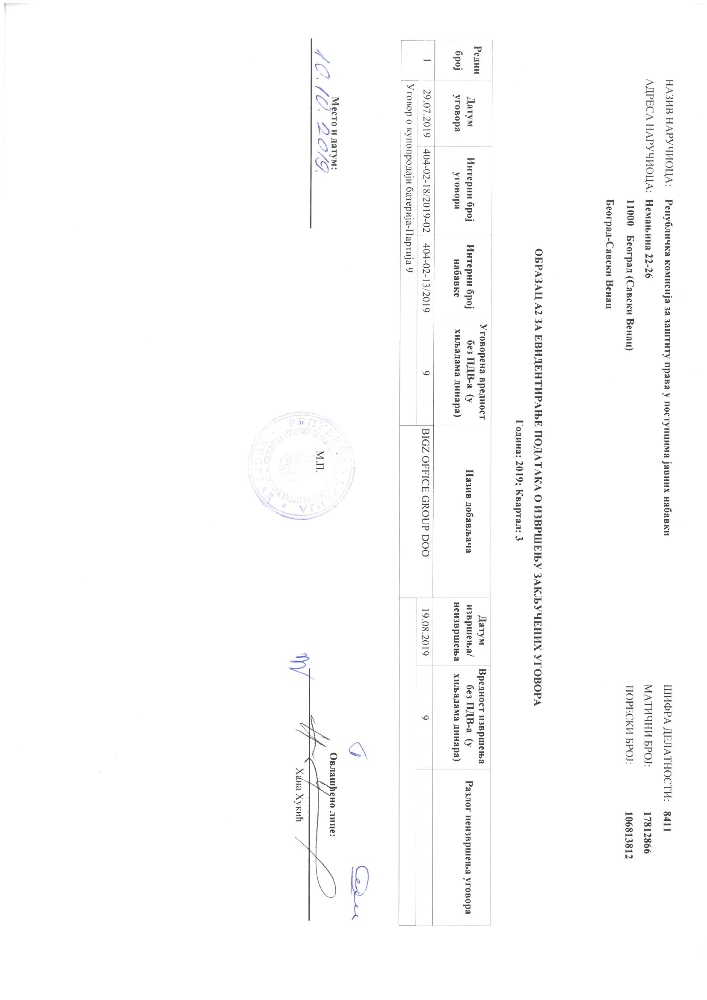 НАЗИВ НАРУЧИОЦА: Републичка комисија за заштиту права у поступцима јавних набавки ШИФРА ДЕЛАТНОСТИ: 8411
АДРЕСА НАРУЧИОЦА: Немањина 22-26 МАТИЧНИ БРОЈ: 17812866
11000 Београд (Савски Венац) ПОРЕСКИ БРОЈ: 106813812
Београд-Савски Венац
ОБРАЗАЦ А2 ЗА ЕВИДЕНТИРАЊЕ ПОДАТАКА О ИЗВРШЕЊУ ЗАКЉУЧЕНИХ УГОВОРА
Година: 2019; Квартал: 3
Редни број
Датум уговора
Интерни број уговора
Интерни број набавке
Уговорена вредност без ПДВ-а (у хиљадама динара)
Назив добављача
Датум извршења/ неизвршења
Вредност извршења без ПДВ-а (у хиљадама динара)
Разлог неизвршења уговора
1 29.07.2019 404-02-18/2019-02 404-02-13/2019 9 BIGZ OFFICE GROUP DOO 19.08.2019 9
Уговор о купопродаји батерија-Партија 9
Место и датум:
10.10.2019.
М.П.
РЕПУБЛИКА СРБИЈА
Овлашћено лице:
Хана Хукић